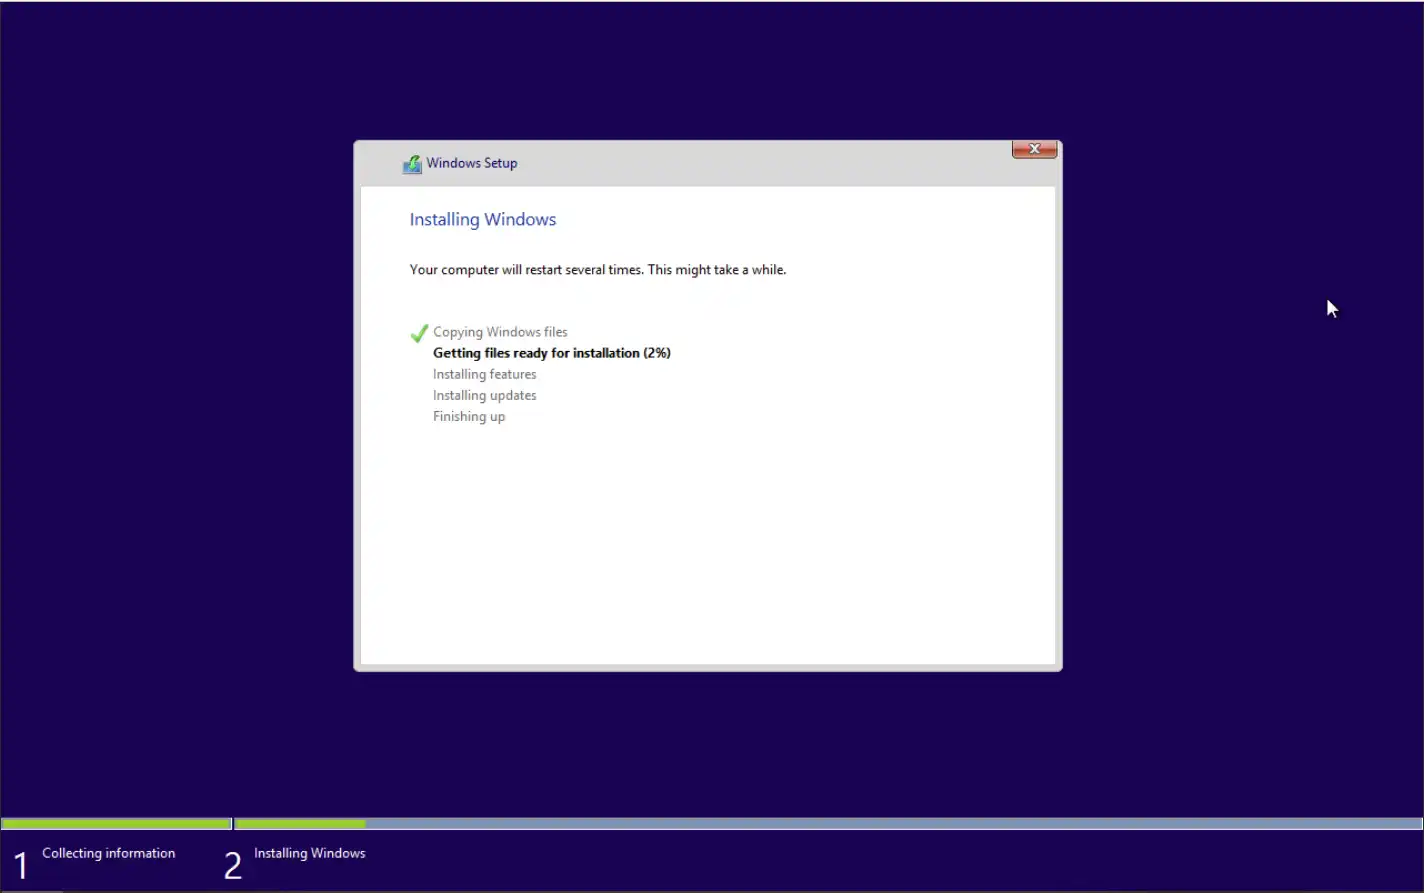 Windows Setup
Installing Windows
Your computer will restart several times. This might take a while.
Copying Windows files
Getting files ready for installation (2%)
Installing features
Installing updates
Finishing up
1 Collecting information
2 Installing Windows